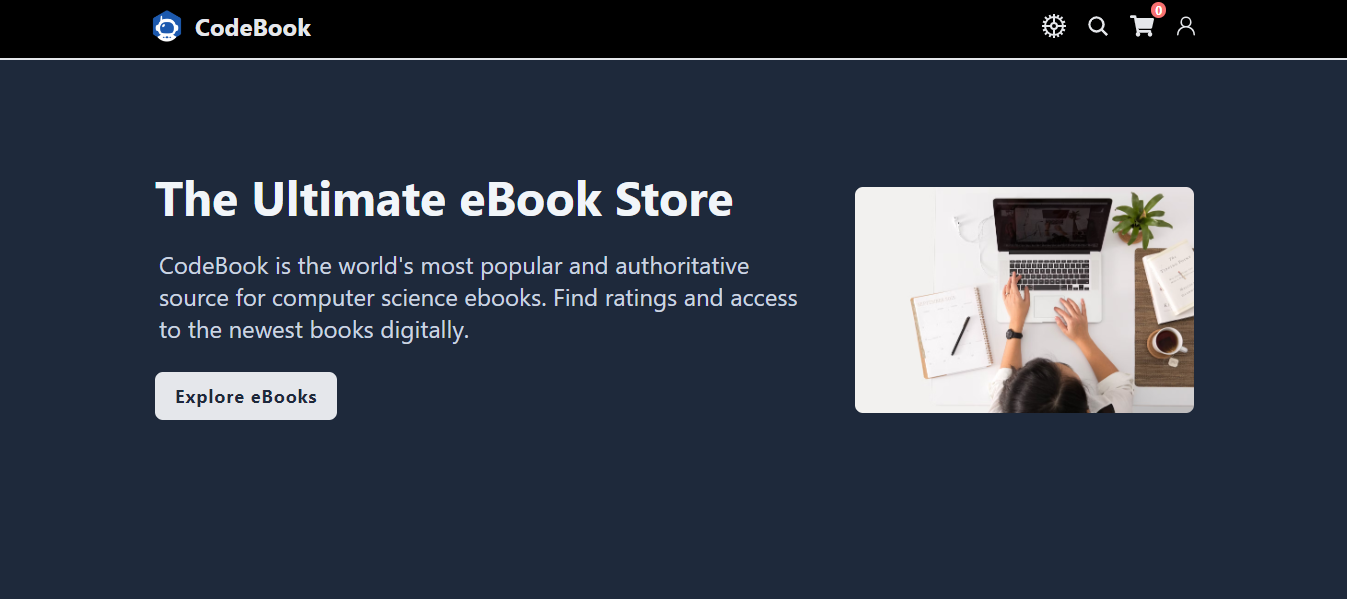 CodeBook
0
The Ultimate eBook Store
CodeBook is the world's most popular and authoritative
source for computer science ebooks. Find ratings and access
to the newest books digitally.
Explore eBooks